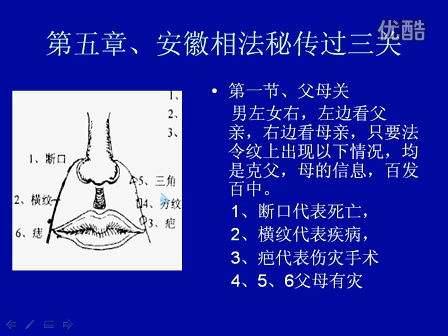 优酷
第五章、安徽相法秘传过三关
1、
2、
3、
1、断口
5、三角
2、横纹
4、分纹
3、疤
6、痣
• 第一节、父母关
男左女右，左边看父
亲，右边看母亲，只要法
令纹上出现以下情况，均
是克父，母的信息，百发
百中。
1、断口代表死亡，
2、横纹代表疾病，
3、疤代表伤灾手术
4、5、6父母有灾